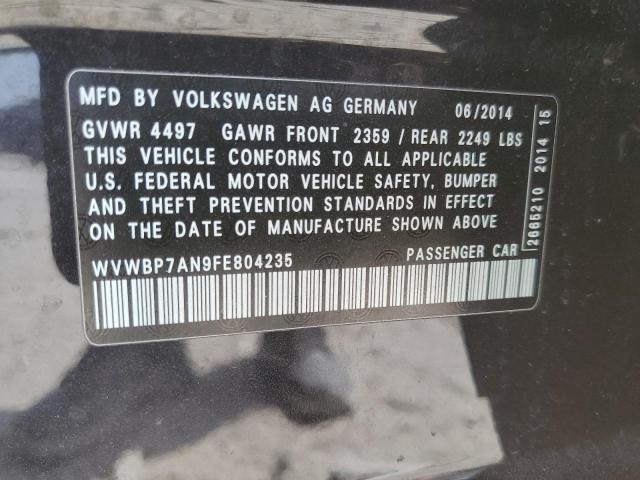 MFD BY VOLKSWAGEN AG GERMANY 06/2014
GVWR 4497 GAWR FRONT 2359 / REAR 2249 LBS
THIS VEHICLE CONFORMS TO ALL APPLICABLE
U.S. FEDERAL MOTOR VEHICLE SAFETY, BUMPER
AND THEFT PREVENTION STANDARDS IN EFFECT
ON THE DATE OF MANUFACTURE SHOWN ABOVE
WVWBP7AN9FE804235 PASSENGER CAR
2665210 2014 15